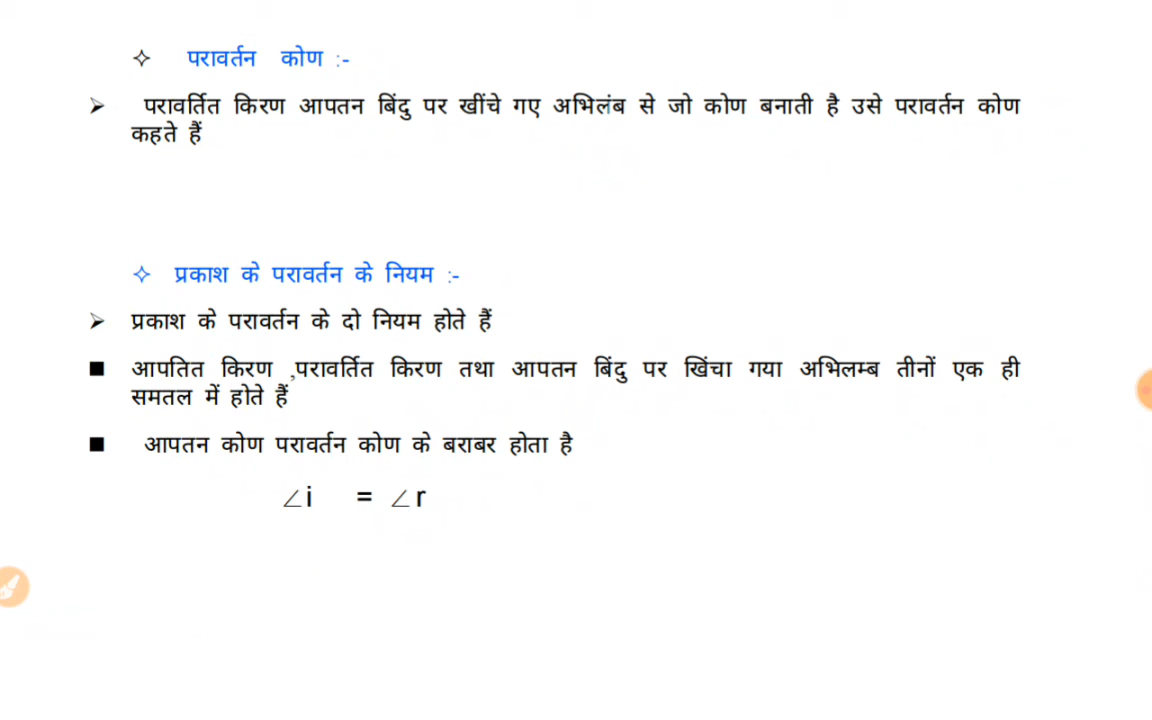 ✧ परावर्तन कोण :-
➢ परावर्तित किरण आपतन बिंदु पर खींचे गए अभिलंब से जो कोण बनाती है उसे परावर्तन कोण
कहते हैं
✧ प्रकाश के परावर्तन के नियम :-
➢ प्रकाश के परावर्तन के दो नियम होते हैं
■ आपतित किरण ,परावर्तित किरण तथा आपतन बिंदु पर खिंचा गया अभिलम्ब तीनों एक ही
समतल में होते हैं
■ आपतन कोण परावर्तन कोण के बराबर होता है
∠i = ∠r